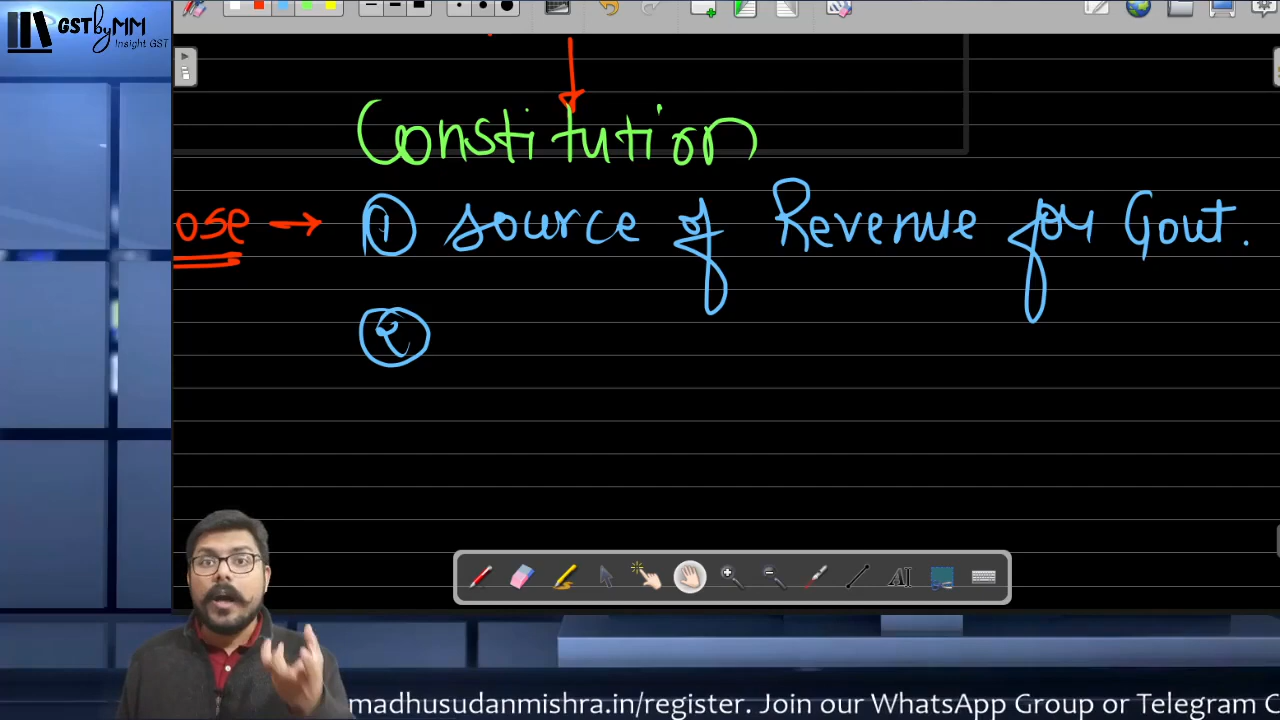 GSTbyMM
Insight GST
Constitution
ose → ① source of Revenue for Govt.
②
AI
madhusudanmishra.in/register. Join our WhatsApp Group or Telegram C